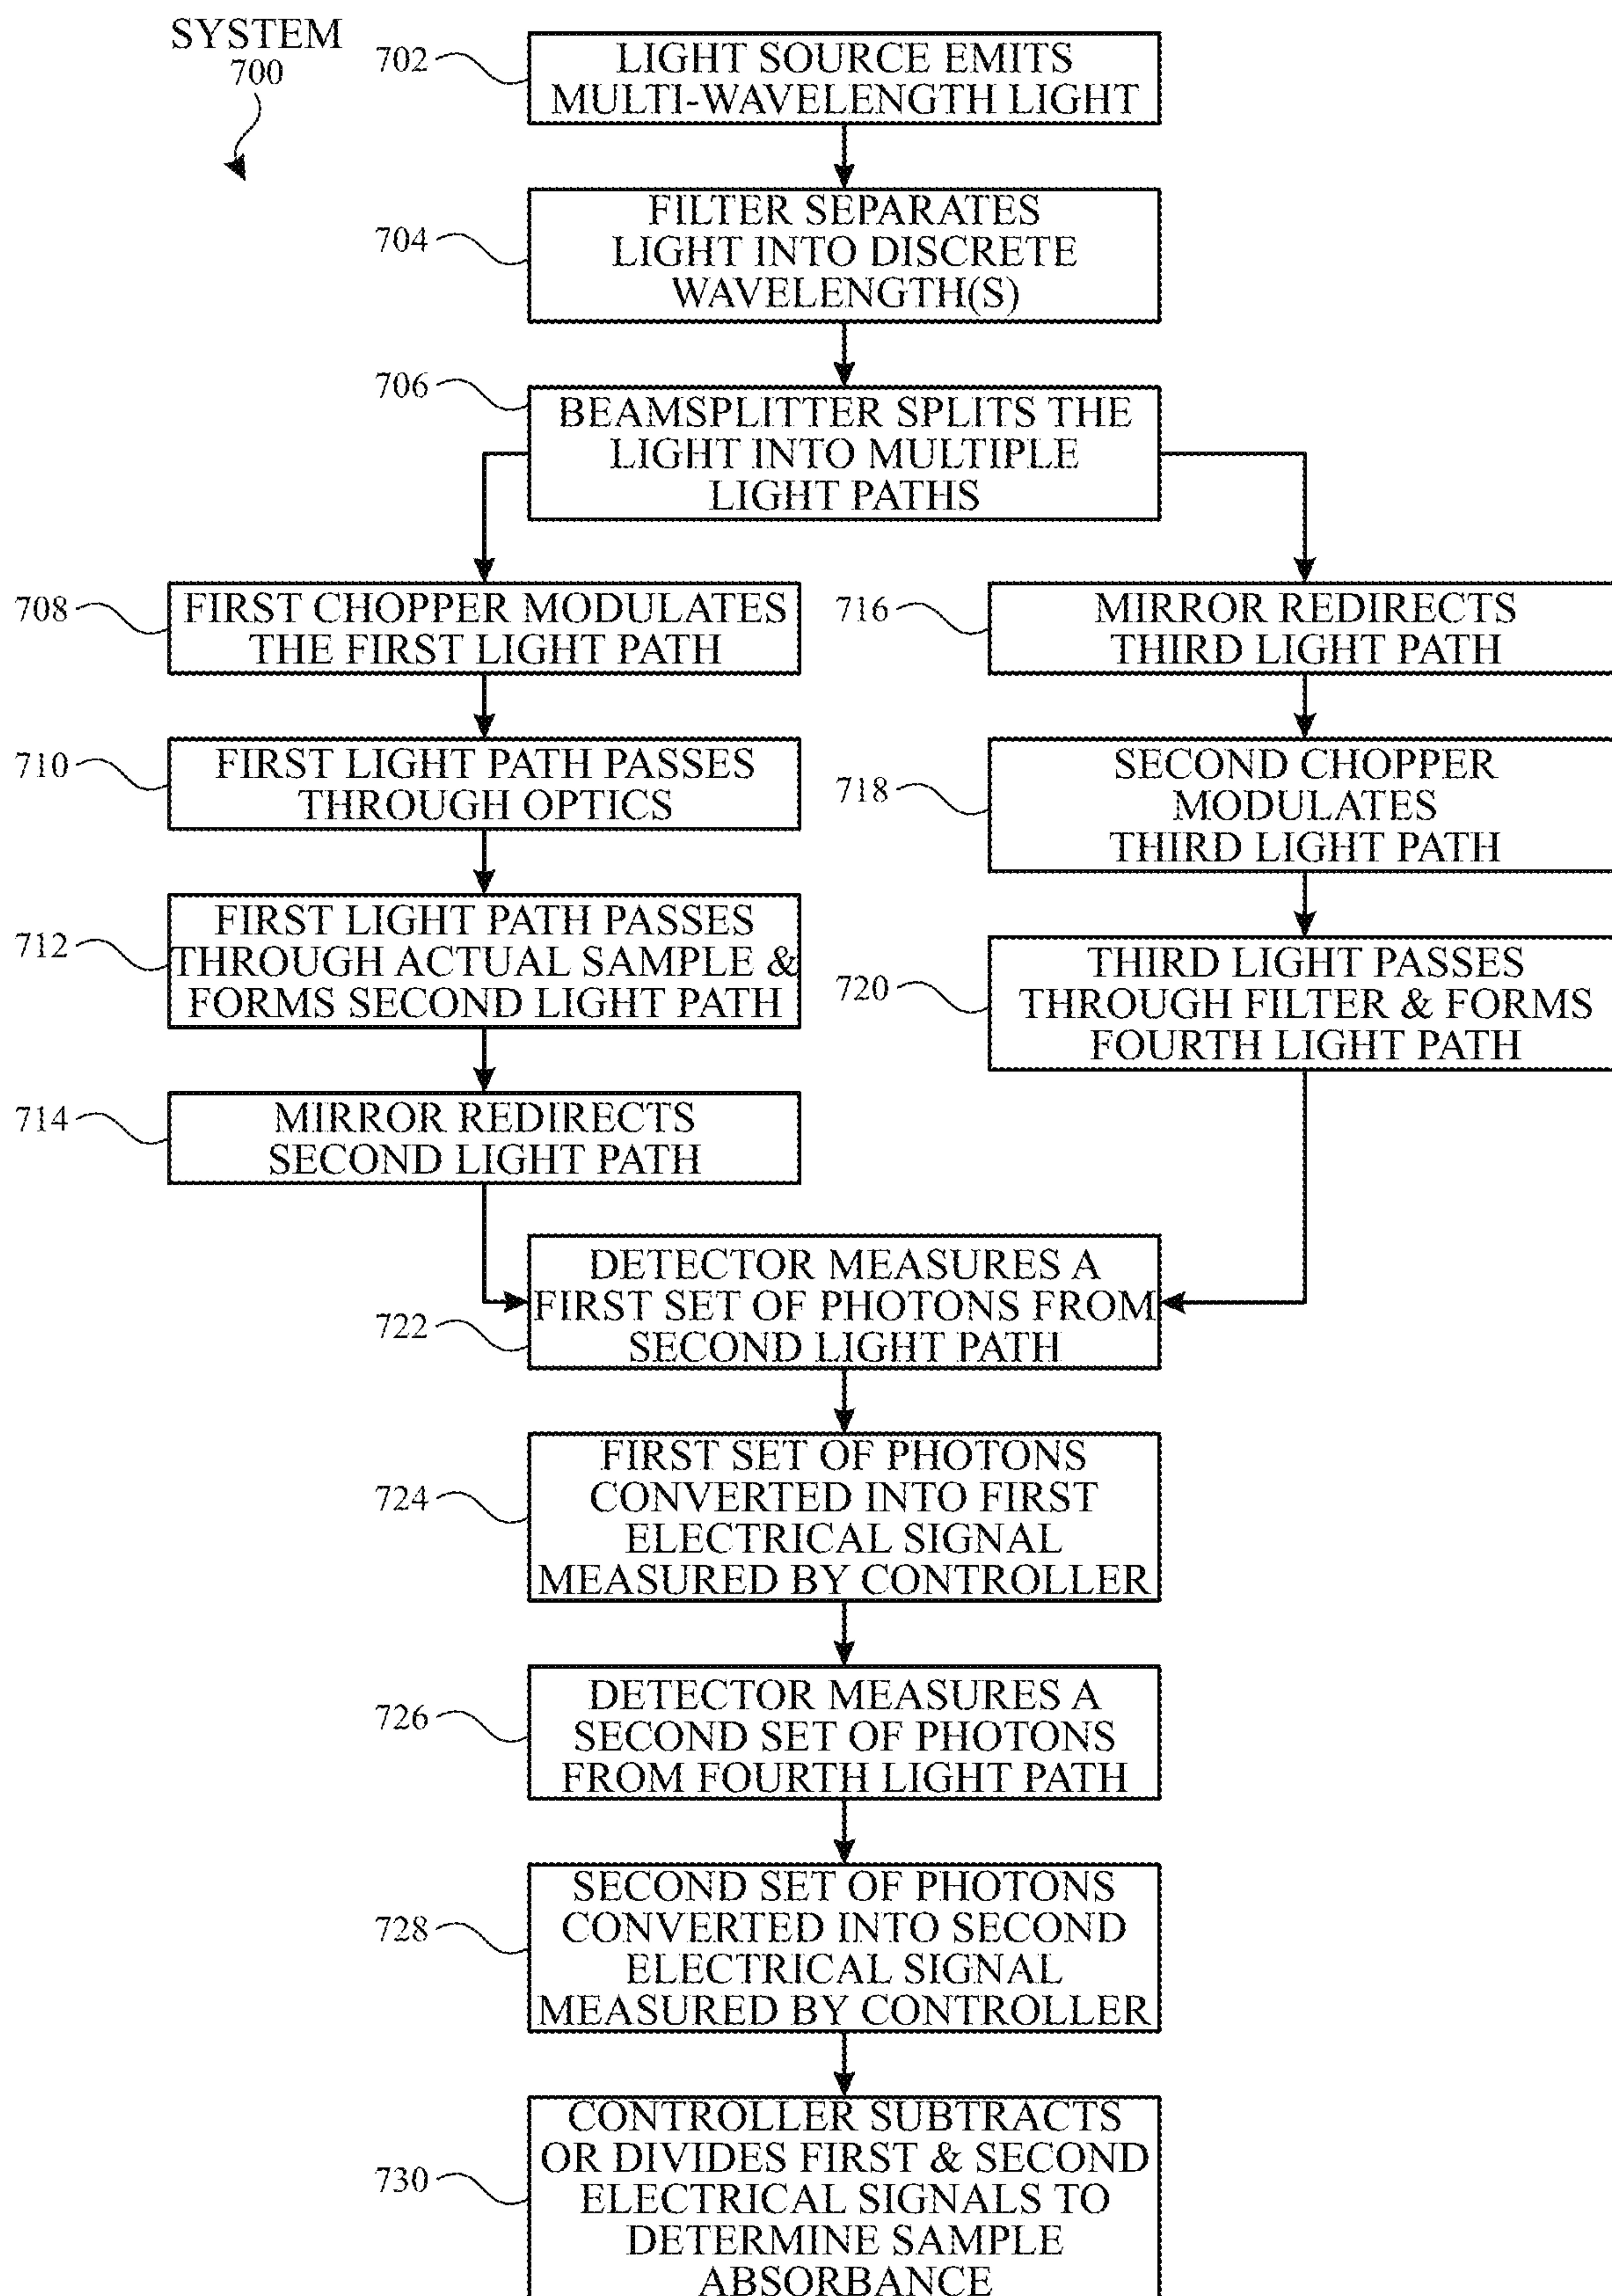 SYSTEM
700
702
LIGHT SOURCE EMITS
MULTI-WAVELENGTH LIGHT
704
FILTER SEPARATES
LIGHT INTO DISCRETE
WAVELENGTH(S)
706
BEAMSPLITTER SPLITS THE
LIGHT INTO MULTIPLE
LIGHT PATHS
708
FIRST CHOPPER MODULATES
THE FIRST LIGHT PATH
710
FIRST LIGHT PATH PASSES
THROUGH OPTICS
712
FIRST LIGHT PATH PASSES
THROUGH ACTUAL SAMPLE &
FORMS SECOND LIGHT PATH
714
MIRROR REDIRECTS
SECOND LIGHT PATH
716
MIRROR REDIRECTS
THIRD LIGHT PATH
718
SECOND CHOPPER
MODULATES
THIRD LIGHT PATH
720
THIRD LIGHT PASSES
THROUGH FILTER & FORMS
FOURTH LIGHT PATH
722
DETECTOR MEASURES A
FIRST SET OF PHOTONS FROM
SECOND LIGHT PATH
724
FIRST SET OF PHOTONS
CONVERTED INTO FIRST
ELECTRICAL SIGNAL
MEASURED BY CONTROLLER
726
DETECTOR MEASURES A
SECOND SET OF PHOTONS
FROM FOURTH LIGHT PATH
728
SECOND SET OF PHOTONS
CONVERTED INTO SECOND
ELECTRICAL SIGNAL
MEASURED BY CONTROLLER
730
CONTROLLER SUBTRACTS
OR DIVIDES FIRST & SECOND
ELECTRICAL SIGNALS TO
DETERMINE SAMPLE
ABSORBANCE